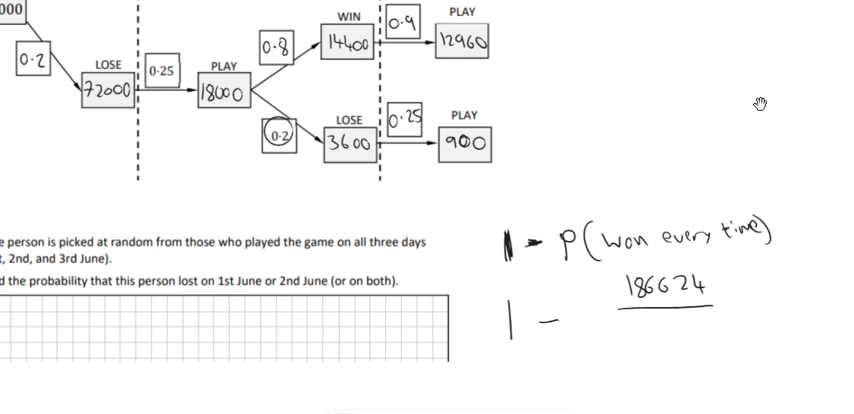 000
WIN
0.9
PLAY
0.8
14400
12960
0.2
LOSE
0.25
PLAY
72000
18000
LOSE
0.25
PLAY
0.2
3600
900
e person is picked at random from those who played the game on all three days
, 2nd, and 3rd June).
d the probability that this person lost on 1st June or 2nd June (or on both).
1 - P(won every time)
186624
1 -